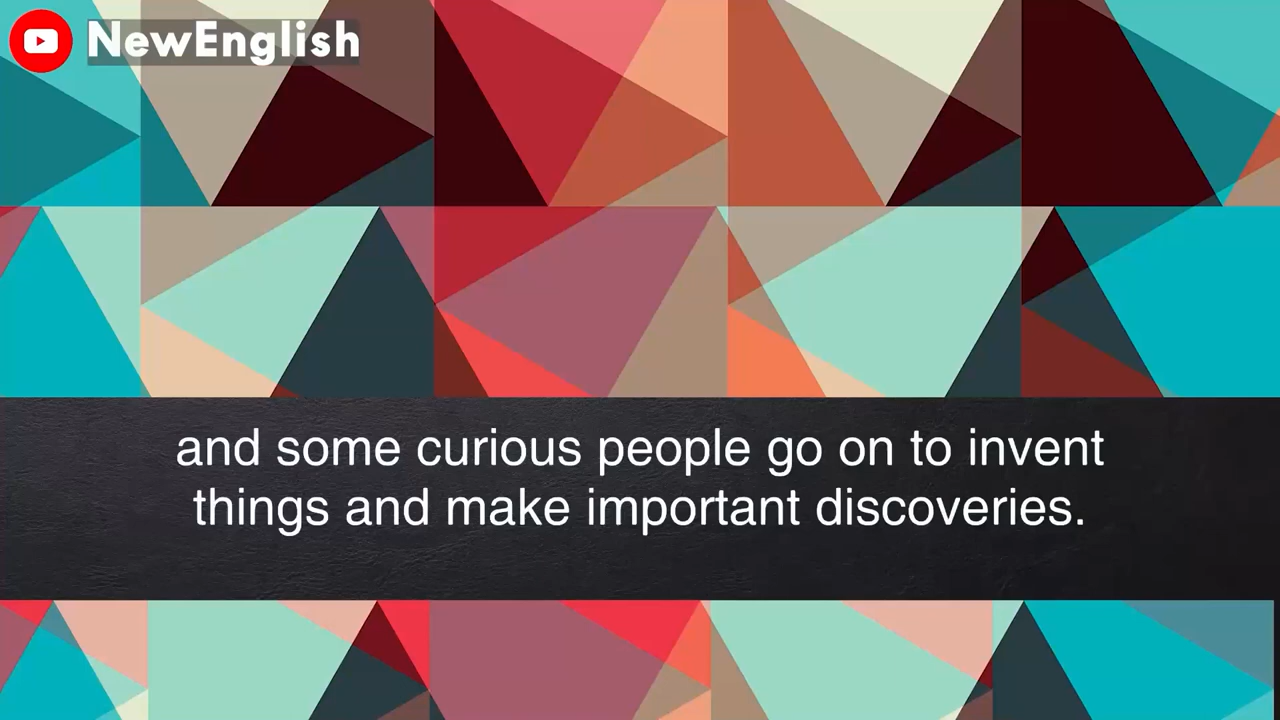 NewEnglish
and some curious people go on to invent
things and make important discoveries.